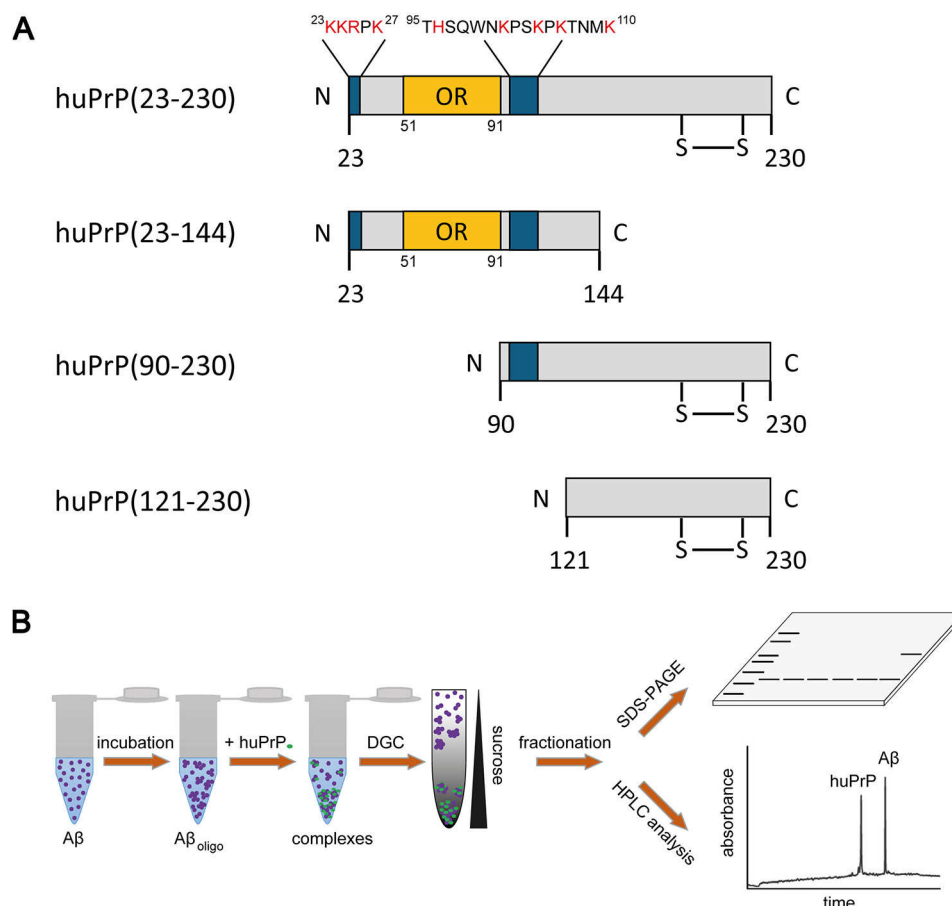 A
²³KKRPK²⁷ ⁹⁵THSQWNKPSKPKTNMK¹¹⁰
huPrP(23-230)
N
OR
C
51
91
S
S
23
230
huPrP(23-144)
N
OR
C
51
91
23
144
huPrP(90-230)
N
C
S
S
90
230
huPrP(121-230)
N
C
S
S
121
230
B
incubation
+ huPrP
DGC
sucrose
fractionation
SDS-PAGE
HPLC analysis
Aβ
Aβoligo
complexes
absorbance
huPrP
Aβ
time